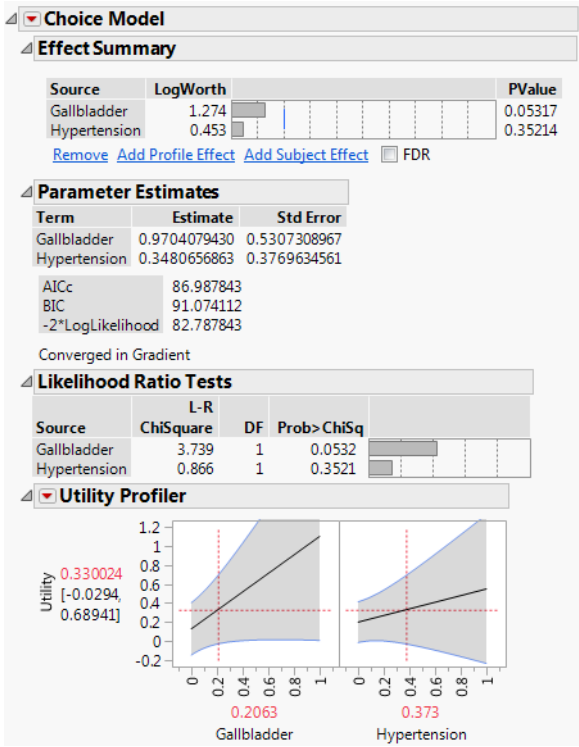 Choice Model
Effect Summary
Source LogWorth PValue
Gallbladder 1.274 0.05317
Hypertension 0.453 0.35214
Remove Add Profile Effect Add Subject Effect FDR
Parameter Estimates
Term Estimate Std Error
Gallbladder 0.9704079430 0.5307308967
Hypertension 0.3480656863 0.3769634561
AICc 86.987843
BIC 91.074112
-2*LogLikelihood 82.787843
Converged in Gradient
Likelihood Ratio Tests
L-R
Source ChiSquare DF Prob>ChiSq
Gallbladder 3.739 1 0.0532
Hypertension 0.866 1 0.3521
Utility Profiler
Utility
0.330024
[-0.0294,
0.68941]
1.2
1
0.8
0.6
0.4
0.2
0
-0.2
0 0.2 0.4 0.6 0.8 1 0 0.2 0.4 0.6 0.8 1
0.2063 0.373
Gallbladder Hypertension